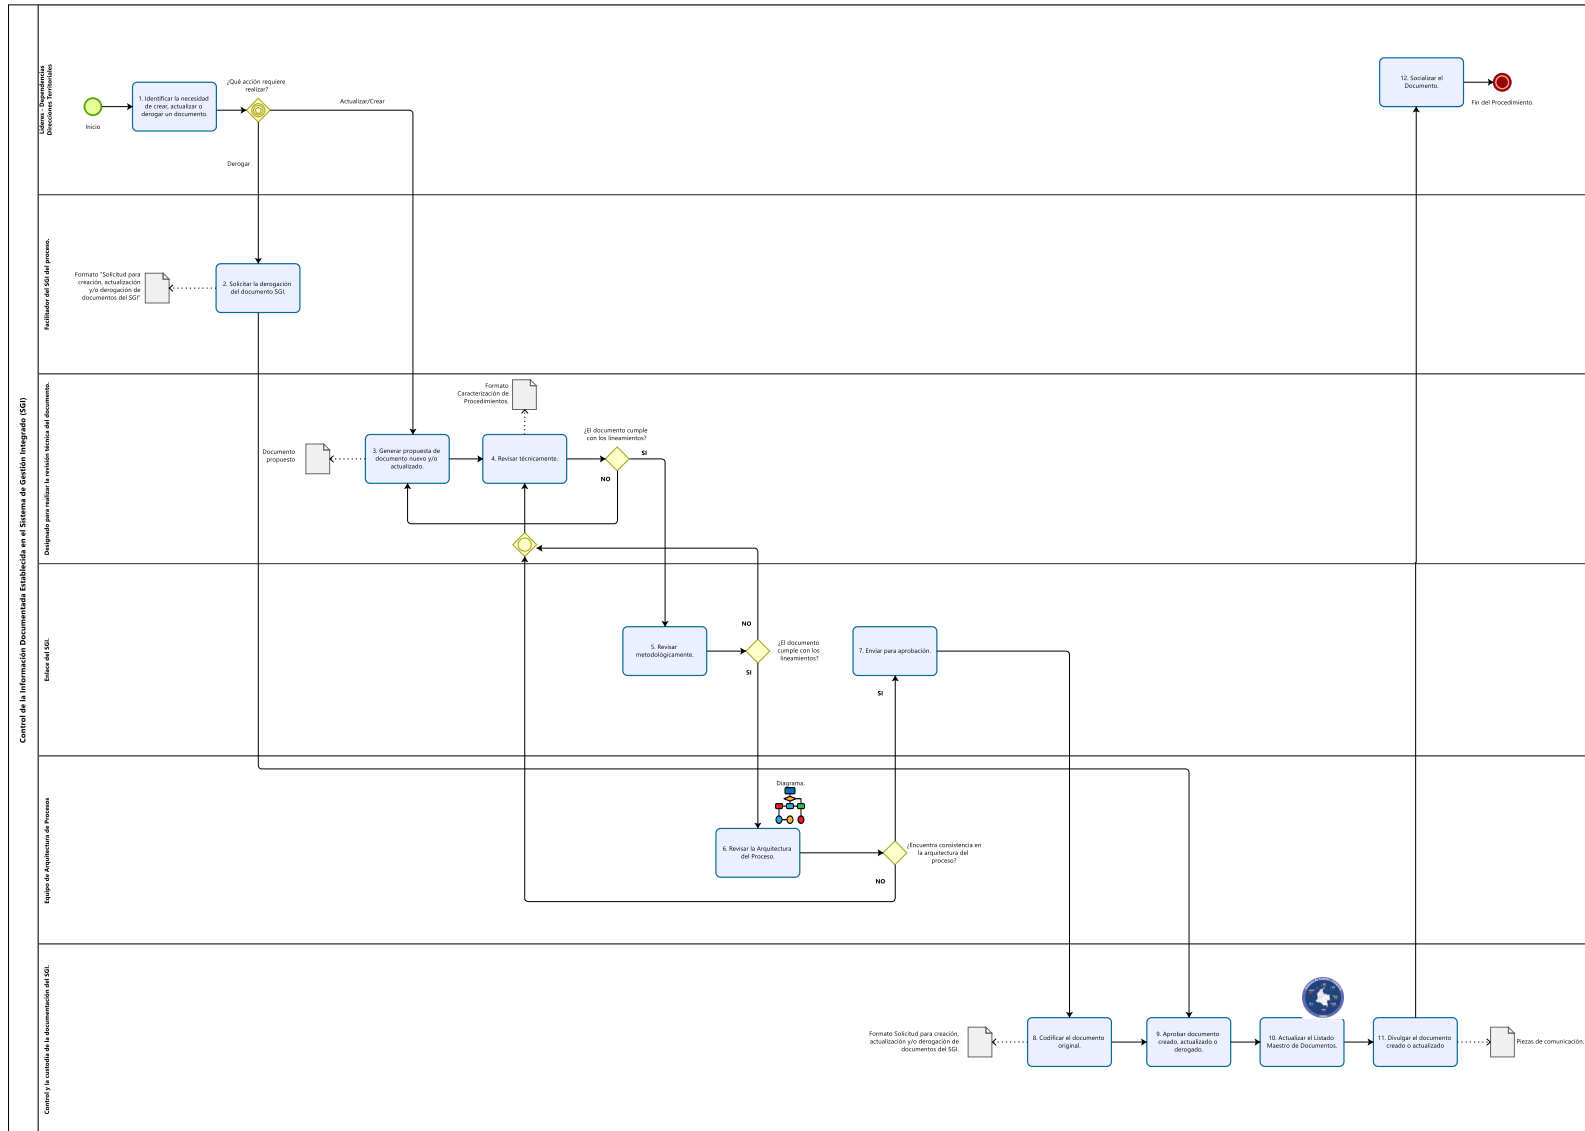 Control de la Información Documentada Establecida en el Sistema de Gestión Integrado (SGI)
Líderes - Dependencias
Direcciones Territoriales
Inicio
1. Identificar la necesidad
de crear, actualizar o
derogar un documento.
¿Qué acción requiere
realizar?
Actualizar/Crear
Derogar
12. Socializar el
Documento.
Fin del Procedimiento.
Facilitador del SGI del proceso.
Formato "Solicitud para
creación, actualización
y/o derogación de
documentos del SGI"
2. Solicitar la derogación
del documento SGI.
Designado para realizar la revisión técnica del documento.
Documento
propuesto
3. Generar propuesta de
documento nuevo y/o
actualizado.
Formato
Caracterización de
Procedimientos.
4. Revisar técnicamente.
¿El documento cumple
con los lineamientos?
SI
NO
Enlace del SGI.
5. Revisar
metodológicamente.
NO
¿El documento
cumple con los
lineamientos?
SI
7. Enviar para aprobación.
SI
Equipo de Arquitectura de Procesos
Diagrama.
6. Revisar la Arquitectura
del Proceso.
¿Encuentra consistencia en
la arquitectura del
proceso?
NO
Control y la custodia de la documentación del SGI.
Formato Solicitud para creación,
actualización y/o derogación de
documentos del SGI.
8. Codificar el documento
original.
9. Aprobar documento
creado, actualizado o
derogado.
10. Actualizar el Listado
Maestro de Documentos.
11. Divulgar el documento
creado o actualizado
Piezas de comunicación.